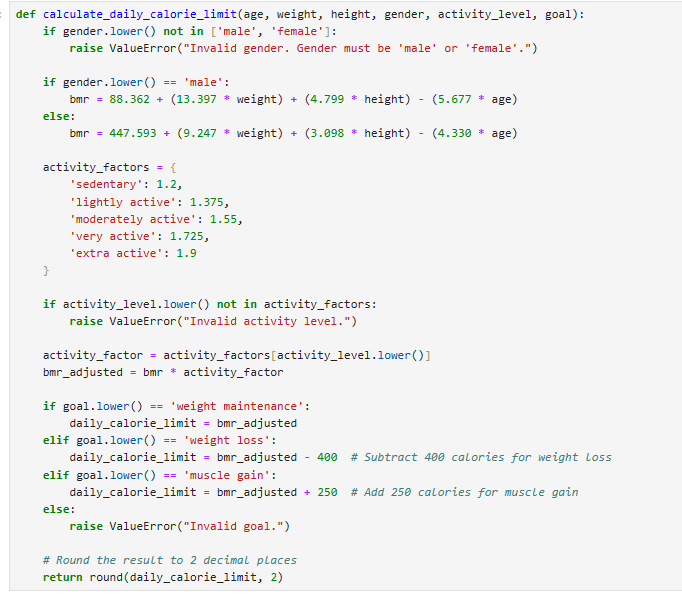 def calculate_daily_calorie_limit(age, weight, height, gender, activity_level, goal):
    if gender.lower() not in ['male', 'female']:
        raise ValueError("Invalid gender. Gender must be 'male' or 'female'.")

    if gender.lower() == 'male':
        bmr = 88.362 + (13.397 * weight) + (4.799 * height) - (5.677 * age)
    else:
        bmr = 447.593 + (9.247 * weight) + (3.098 * height) - (4.330 * age)

    activity_factors = {
        'sedentary': 1.2,
        'lightly active': 1.375,
        'moderately active': 1.55,
        'very active': 1.725,
        'extra active': 1.9
    }

    if activity_level.lower() not in activity_factors:
        raise ValueError("Invalid activity level.")

    activity_factor = activity_factors[activity_level.lower()]
    bmr_adjusted = bmr * activity_factor

    if goal.lower() == 'weight maintenance':
        daily_calorie_limit = bmr_adjusted
    elif goal.lower() == 'weight loss':
        daily_calorie_limit = bmr_adjusted - 400  # Subtract 400 calories for weight loss
    elif goal.lower() == 'muscle gain':
        daily_calorie_limit = bmr_adjusted + 250  # Add 250 calories for muscle gain
    else:
        raise ValueError("Invalid goal.")

    # Round the result to 2 decimal places
    return round(daily_calorie_limit, 2)